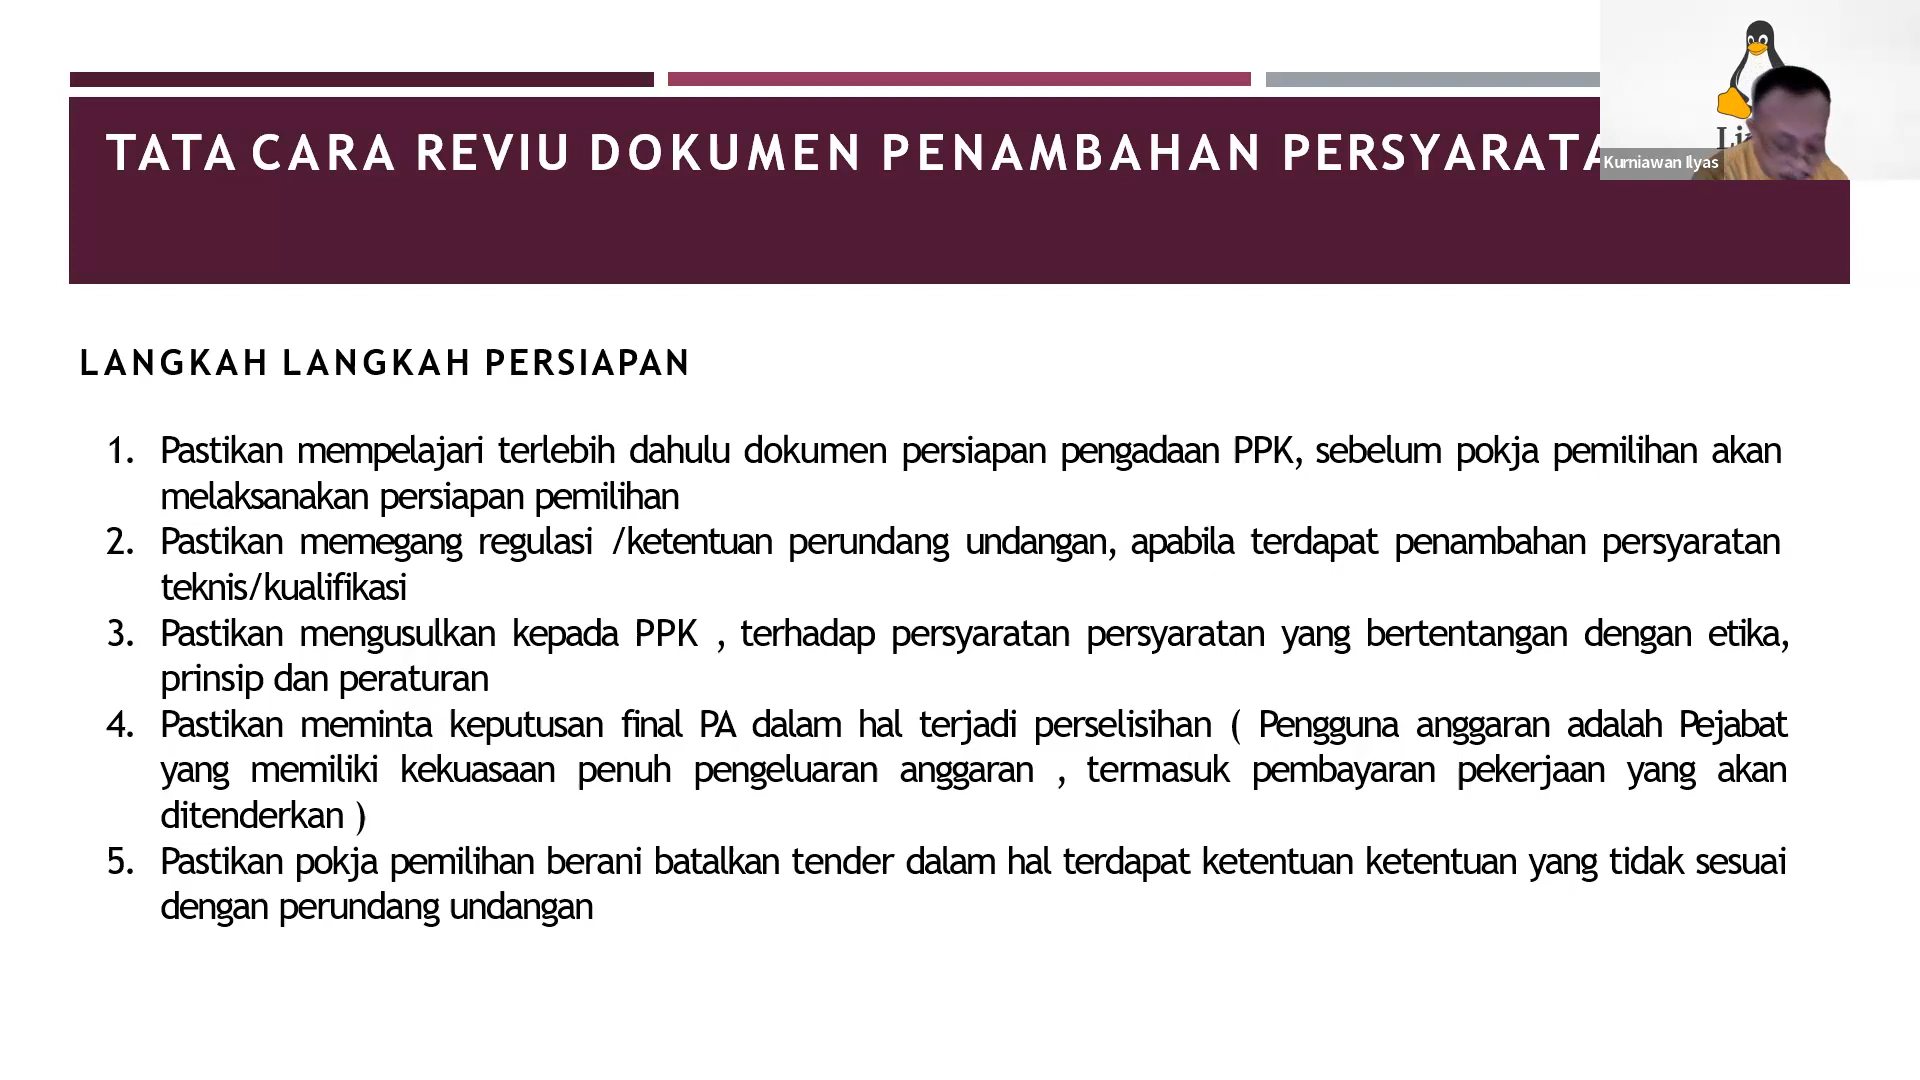 TATA CARA REVIU DOKUMEN PENAMBAHAN
Kurniawan Ilyas
LANGKAH LANGKAH PERSIAPAN
1. Pastikan mempelajari terlebih dahulu dokumen persiapan pengadaan PPK, sebelum pokja pemilihan akan
melaksanakan persiapan pemilihan
2. Pastikan memegang regulasi /ketentuan perundang undangan, apabila terdapat penambahan persyaratan
teknis/kualifikasi
3. Pastikan mengusulkan kepada PPK , terhadap persyaratan persyaratan yang bertentangan dengan etika,
prinsip dan peraturan
4. Pastikan meminta keputusan final PA dalam hal terjadi perselisihan ( Pengguna anggaran adalah Pejabat
yang memiliki kekuasaan penuh pengeluaran anggaran , termasuk pembayaran pekerjaan yang akan
ditenderkan )
5. Pastikan pokja pemilihan berani batalkan tender dalam hal terdapat ketentuan ketentuan yang tidak sesuai
dengan perundang undangan